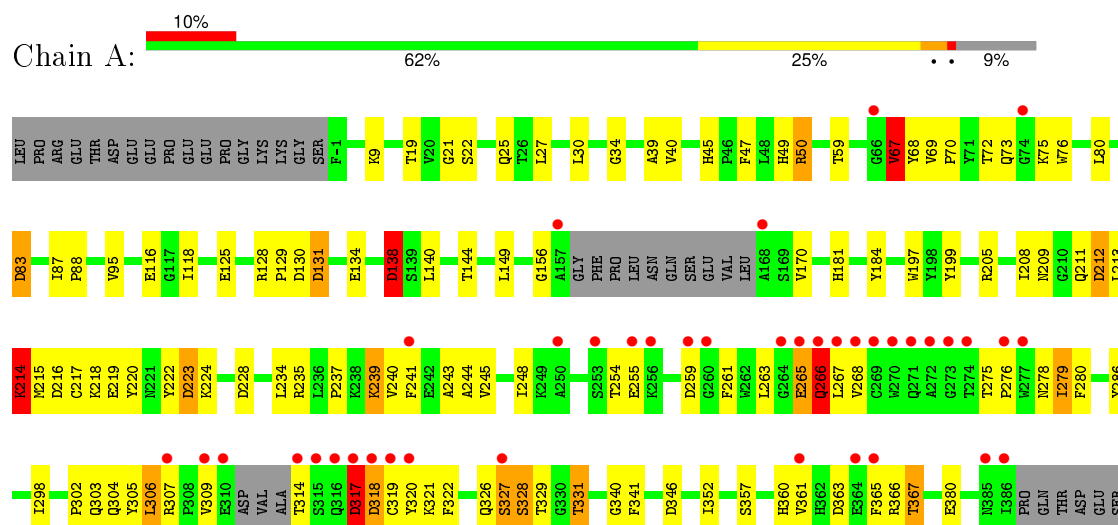 10%
Chain A:
62% 25% • • 9%
LEU PRO ARG GLU THR ASP GLU GLU PRO GLU GLU PRO GLY LYS LYS GLY SER F-1 K9 T19 V20 G21 S22 Q25 T26 L27 L30 G34 A39 V40 H45 P46 F47 L48 H49 R50 T59 G66 V67 Y68 V69 P70 Y71 T72 Q73 G74 K75 W76 L80
D83 I87 P88 V95 E116 G117 I118 E125 R128 P129 D130 D131 E134 D138 S139 L140 T144 L149 G156 A157 GLY PHE PRO LEU ASN GLN SER GLU VAL LEU A168 S169 V170 H181 Y184 W197 Y198 Y199 R205 I208 N209 G210 Q211 D212 L213
K214 M215 D216 C217 K218 E219 Y220 N221 Y222 D223 K224 D228 L234 R235 L236 P237 K238 K239 V240 F241 E242 A243 A244 V245 I248 K249 A250 S253 T254 E255 K256 D259 G260 F261 W262 L263 G264 E265 Q266 L267 V268 C269 W270 Q271 A272 G273 T274 T275 P276 W277 N278 I279 F280 Y286
I298 P302 Q303 Q304 Y305 L306 R307 P308 V309 E310 ASP VAL ALA T314 S315 Q316 D317 D318 C319 Y320 K321 F322 Q326 S327 S328 T329 G330 T331 G340 F341 D346 I352 S357 H360 V361 H362 D363 E364 F365 R366 T367 E380 N385 I386 PRO GLN THR ASP GLU SER